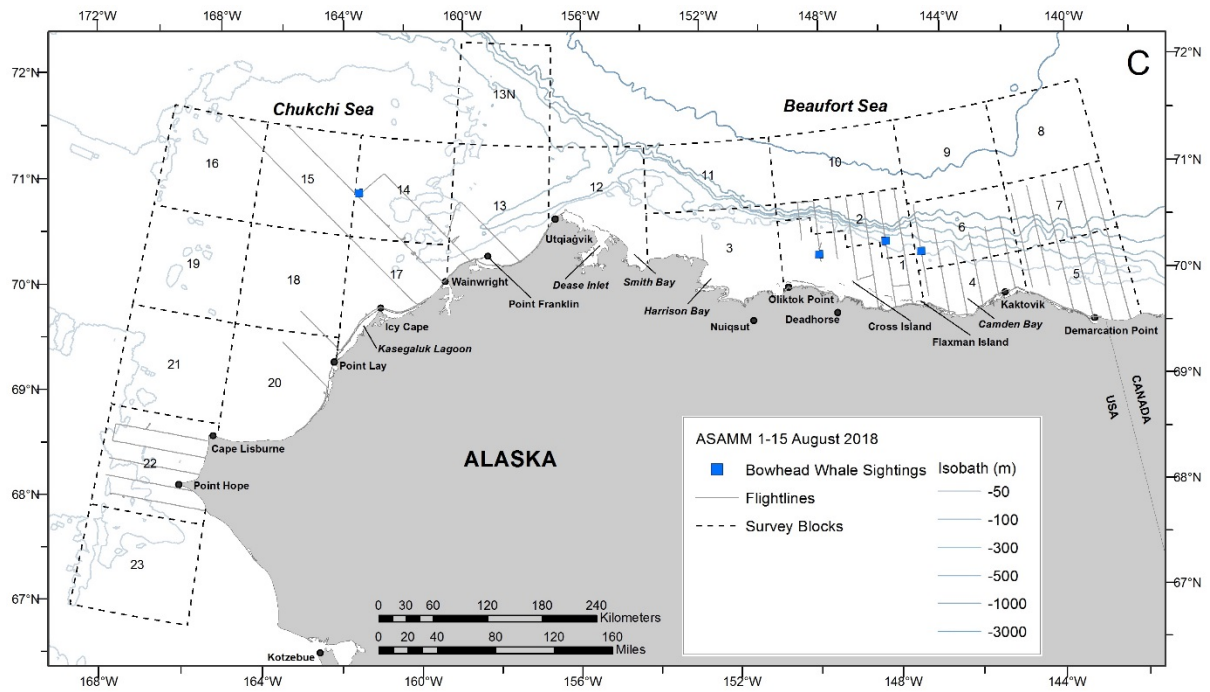 172°W 168°W 164°W 160°W 156°W 152°W 148°W 144°W 140°W
C
72°N 72°N
71°N 71°N
70°N 70°N
69°N 69°N
68°N 68°N
67°N 67°N
Chukchi Sea
Beaufort Sea
13N
8
9
10
16
15
14
11
12
7
2
6
13
3
1
19
18
17
4
5
21
20
22
23
Utqiaġvik
Wainwright
Dease Inlet
Smith Bay
Point Franklin
Harrison Bay
Oliktok Point
Kaktovik
Icy Cape
Nuiqsut
Deadhorse
Cross Island
Camden Bay
Demarcation Point
Kasegaluk Lagoon
Flaxman Island
Point Lay
CANADA
USA
Cape Lisburne
ALASKA
Point Hope
Kotzebue
ASAMM 1-15 August 2018
Bowhead Whale Sightings
Flightlines
Survey Blocks
Isobath (m)
-50
-100
-300
-500
-1000
-3000
0 30 60 120 180 240
Kilometers
0 20 40 80 120 160
Miles
168°W 164°W 160°W 156°W 152°W 148°W 144°W